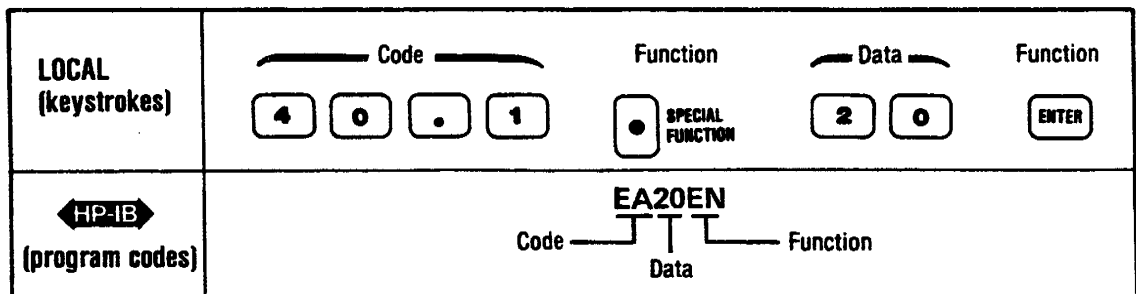 LOCAL
(keystrokes)
Code
Function
Data
Function
4 0 . 1
SPECIAL
FUNCTION
2 0
ENTER
HP-IB
(program codes)
EA20EN
Code
Function
Data